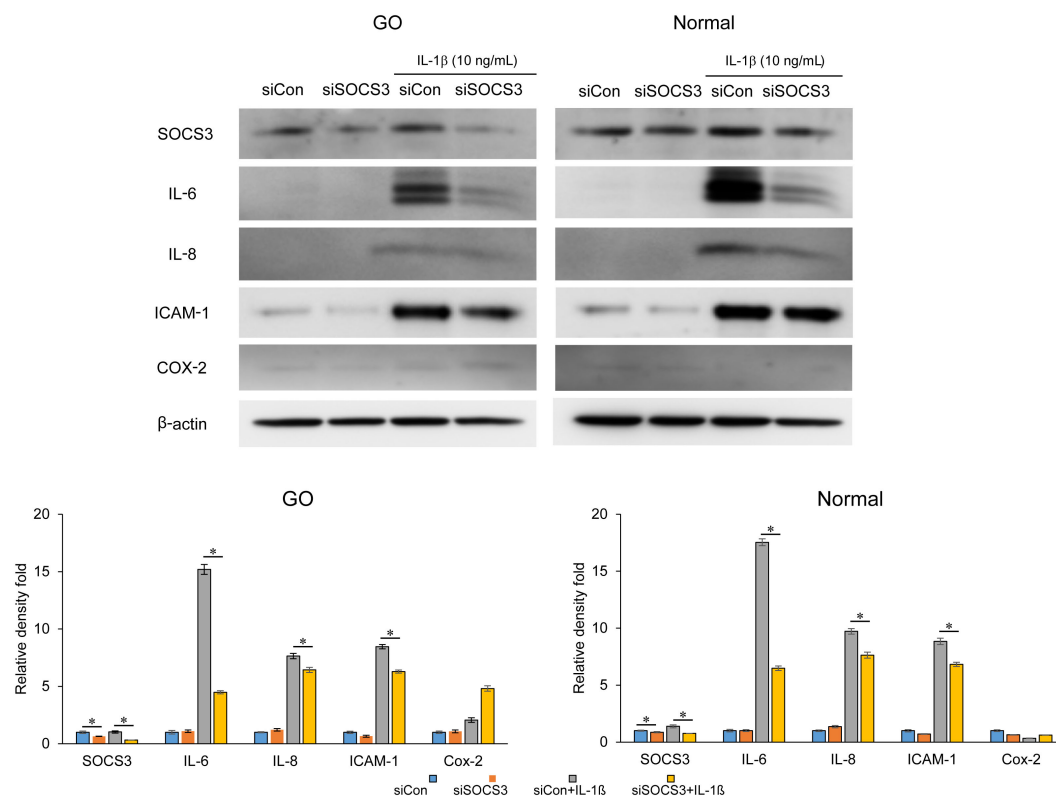 GO Normal
IL-1β (10 ng/mL) IL-1β (10 ng/mL)
siCon siSOCS3 siCon siSOCS3 siCon siSOCS3 siCon siSOCS3
SOCS3
IL-6
IL-8
ICAM-1
COX-2
β-actin
GO
Relative density fold
20
15
10
5
0
* * * * *
SOCS3 IL-6 IL-8 ICAM-1 Cox-2
Normal
Relative density fold
20
15
10
5
0
* * * * *
SOCS3 IL-6 IL-8 ICAM-1 Cox-2
siCon siSOCS3 siCon+IL-1ß siSOCS3+IL-1ß